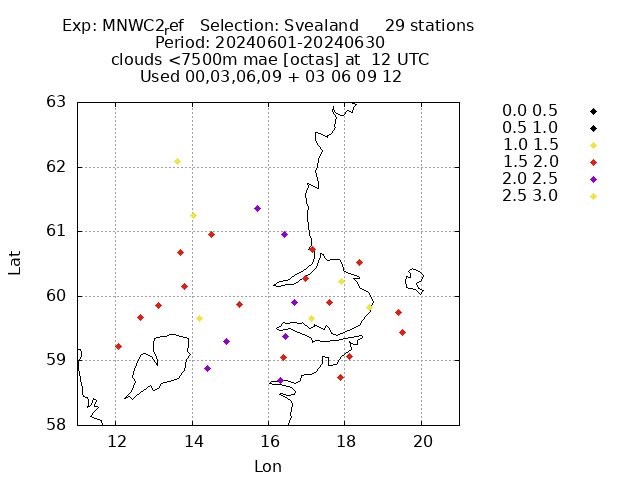 Exp: MNWC2_ref   Selection: Svealand     29 stations
Period: 20240601-20240630
clouds <7500m mae [octas] at  12 UTC
Used 00,03,06,09 + 03 06 09 12
63
62
61
60
59
58
Lat
12 14 16 18 20
Lon
0.0 0.5
0.5 1.0
1.0 1.5
1.5 2.0
2.0 2.5
2.5 3.0